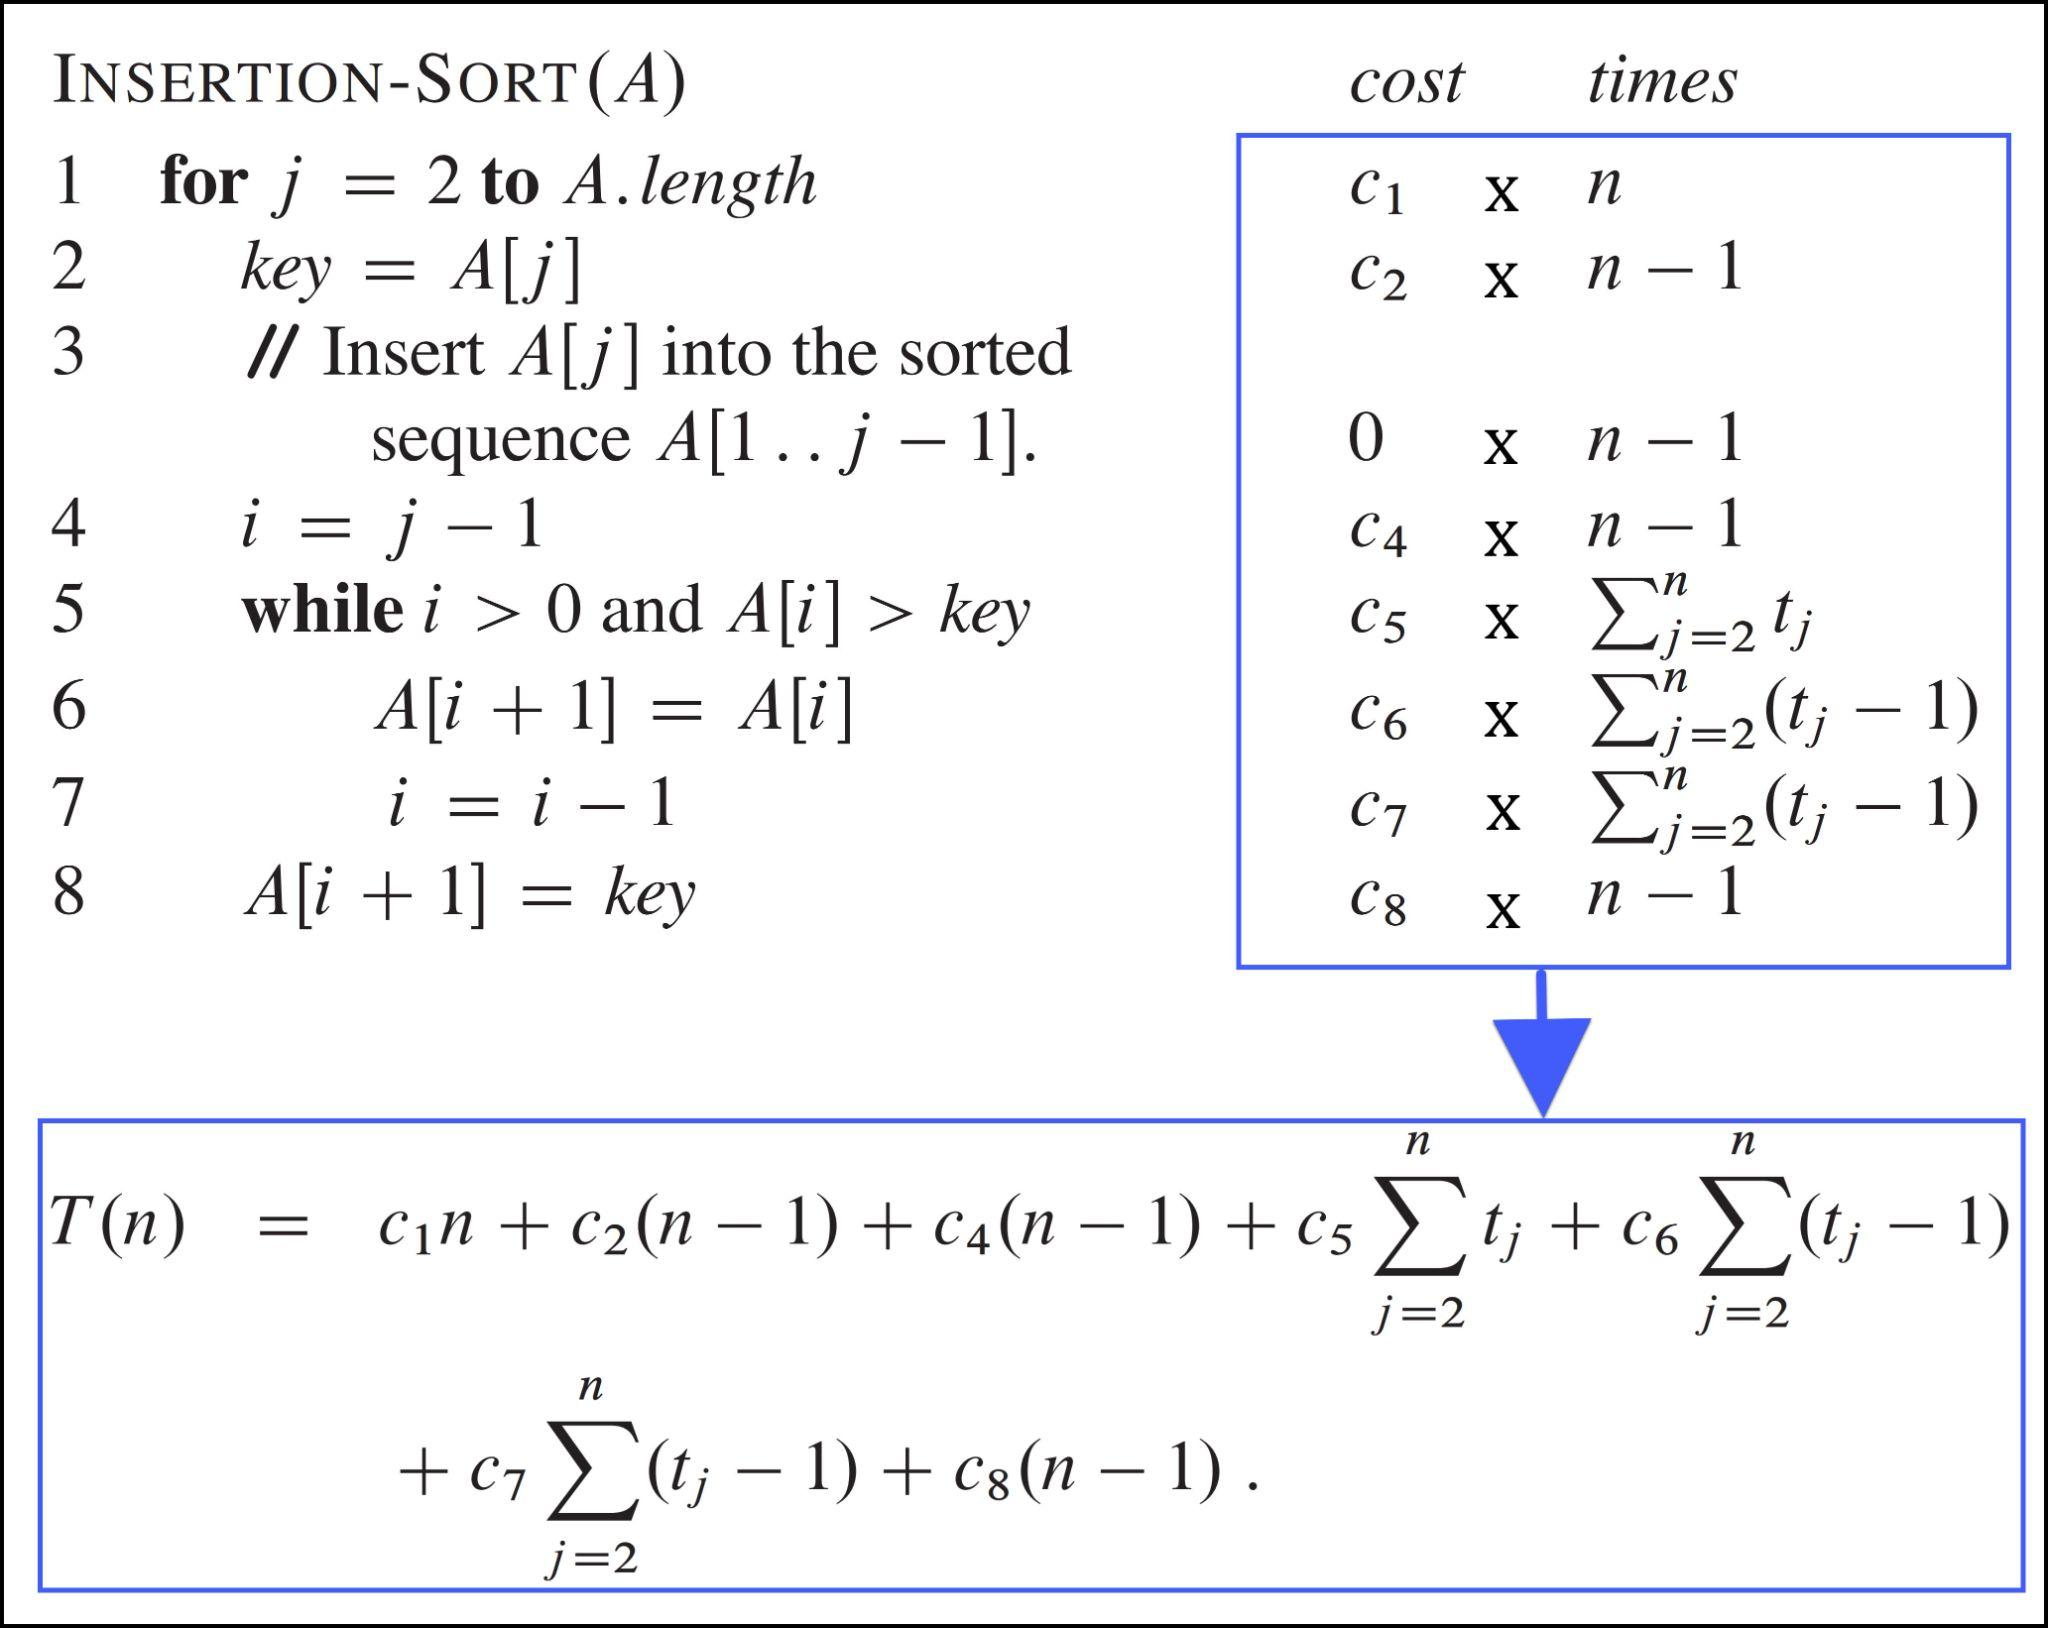 INSERTION-SORT(A) cost times
1 for j = 2 to A.length c₁ x n
2 key = A[j] c₂ x n − 1
3 // Insert A[j] into the sorted
sequence A[1 . . j − 1]. 0 x n − 1
4 i = j − 1 c₄ x n − 1
5 while i > 0 and A[i] > key c₅ x ∑ⁿⱼ₌₂ tⱼ
6 A[i + 1] = A[i] c₆ x ∑ⁿⱼ₌₂ (tⱼ − 1)
7 i = i − 1 c₇ x ∑ⁿⱼ₌₂ (tⱼ − 1)
8 A[i + 1] = key c₈ x n − 1
T(n) = c₁n + c₂(n − 1) + c₄(n − 1) + c₅ ∑ⁿⱼ₌₂ tⱼ + c₆ ∑ⁿⱼ₌₂ (tⱼ − 1)
+ c₇ ∑ⁿⱼ₌₂ (tⱼ − 1) + c₈(n − 1) .